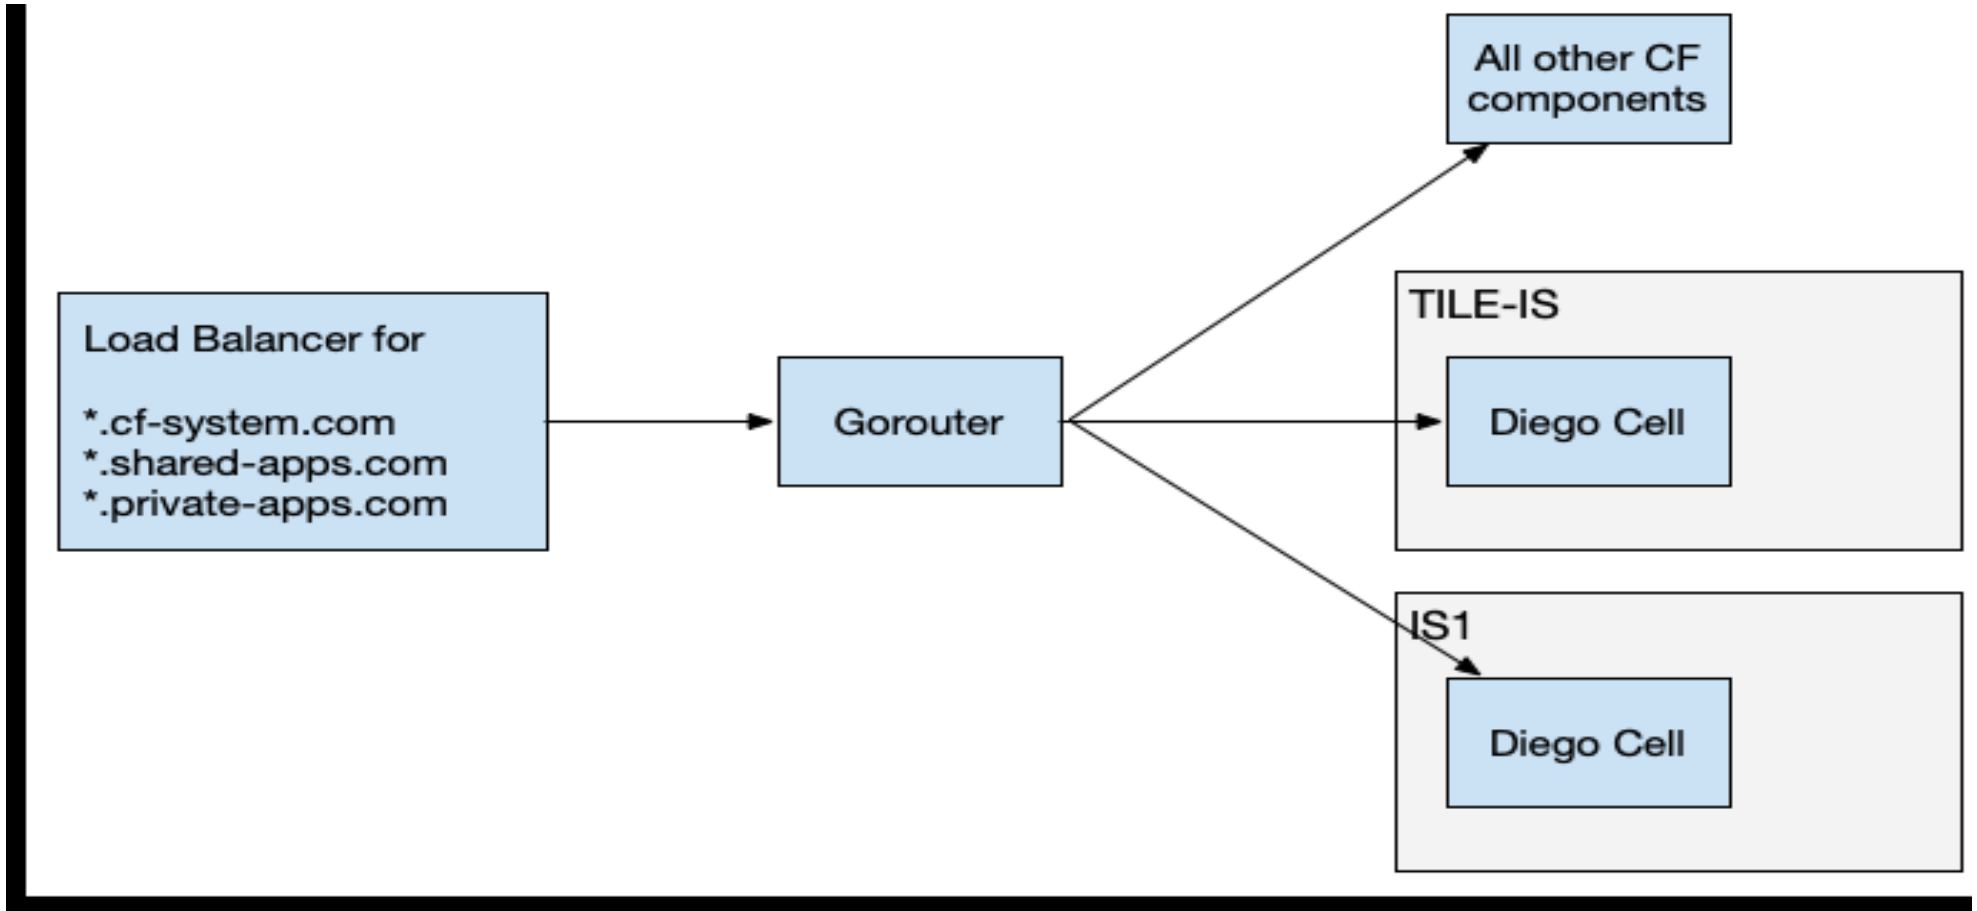 All other CF
components
Load Balancer for
*.cf-system.com
*.shared-apps.com
*.private-apps.com
Gorouter
TILE-IS
Diego Cell
IS1
Diego Cell